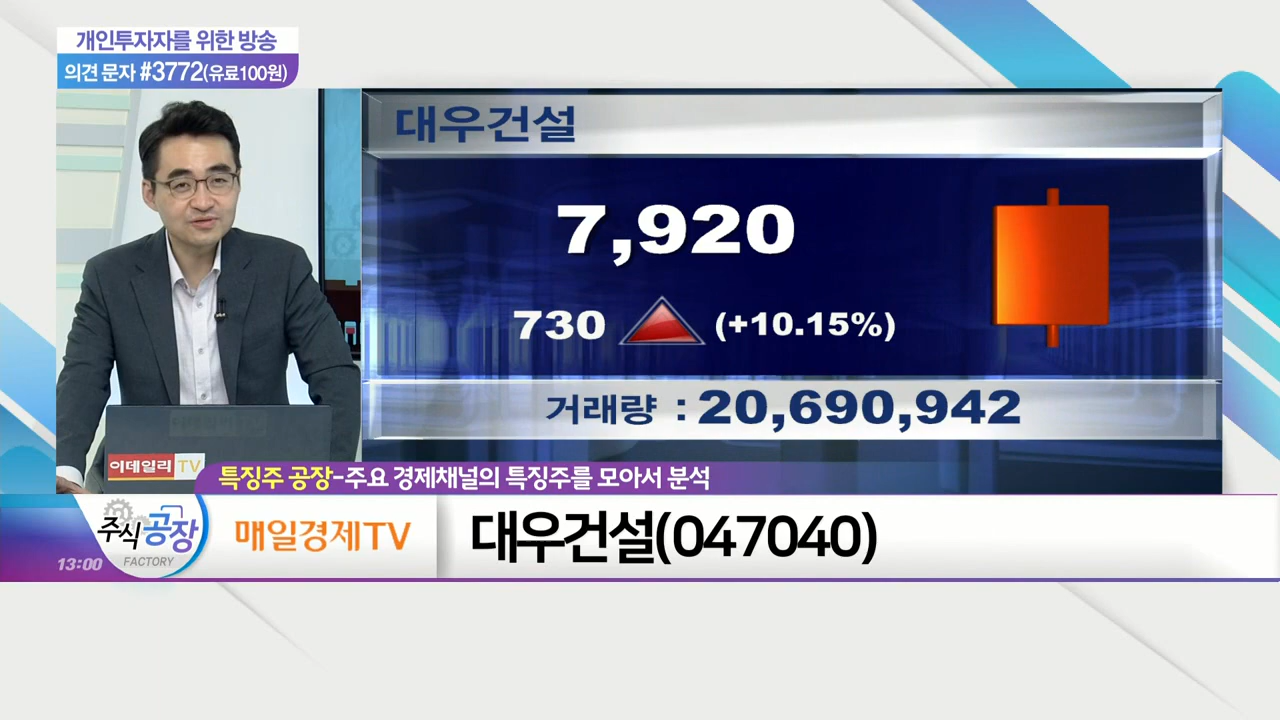 개인투자자를 위한 방송
의견 문자 #3772(유료100원)
대우건설
7,920
730 (+10.15%)
거래량 : 20,690,942
이데일리 TV
특징주 공장-주요 경제채널의 특징주를 모아서 분석
주식공장
FACTORY
13:00
매일경제TV
대우건설(047040)